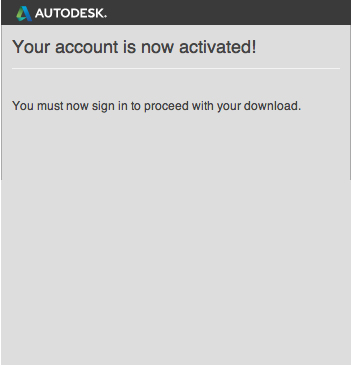 AUTODESK.
Your account is now activated!
You must now sign in to proceed with your download.